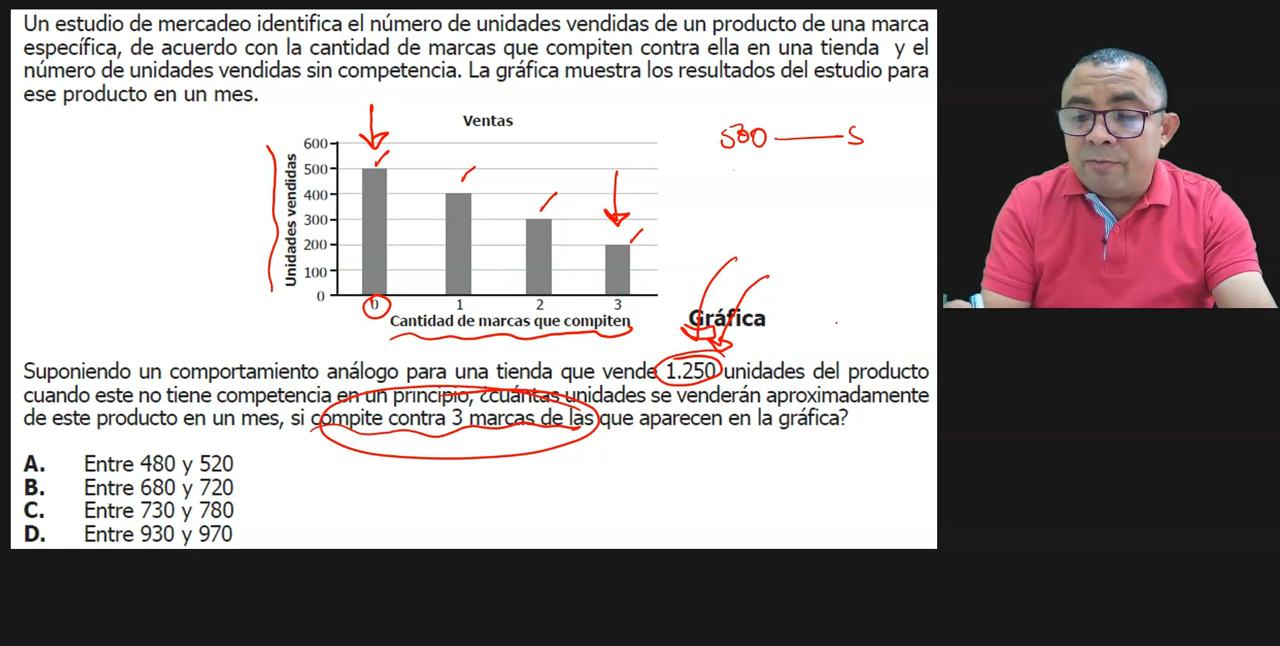 Un estudio de mercadeo identifica el número de unidades vendidas de un producto de una marca
específica, de acuerdo con la cantidad de marcas que compiten contra ella en una tienda y el
número de unidades vendidas sin competencia. La gráfica muestra los resultados del estudio para
ese producto en un mes.
Ventas
600
500
400
300
200
100
0
Unidades vendidas
0 1 2 3
Cantidad de marcas que compiten
Gráfica
Suponiendo un comportamiento análogo para una tienda que vende 1.250 unidades del producto
cuando este no tiene competencia en un principio, ¿cuántas unidades se venderán aproximadamente
de este producto en un mes, si compite contra 3 marcas de las que aparecen en la gráfica?
A. Entre 480 y 520
B. Entre 680 y 720
C. Entre 730 y 780
D. Entre 930 y 970